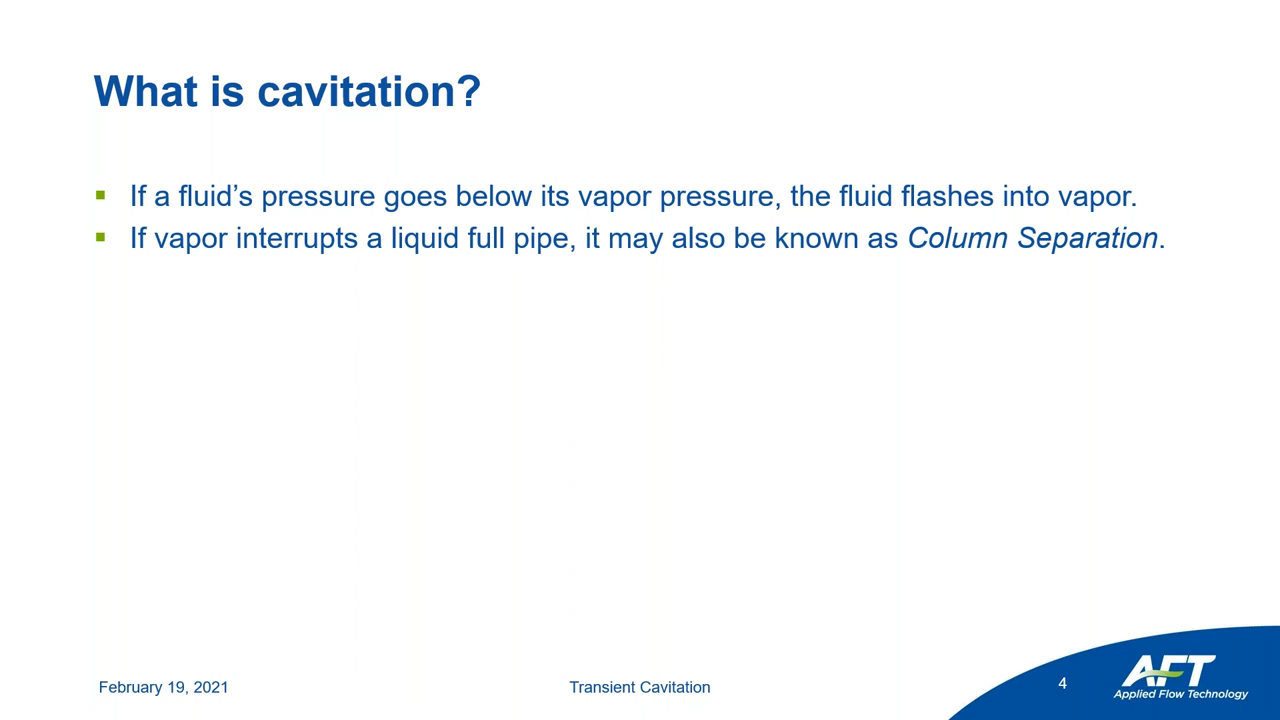 What is cavitation?
▪ If a fluid’s pressure goes below its vapor pressure, the fluid flashes into vapor.
▪ If vapor interrupts a liquid full pipe, it may also be known as Column Separation.
February 19, 2021
Transient Cavitation
4
AFT
Applied Flow Technology